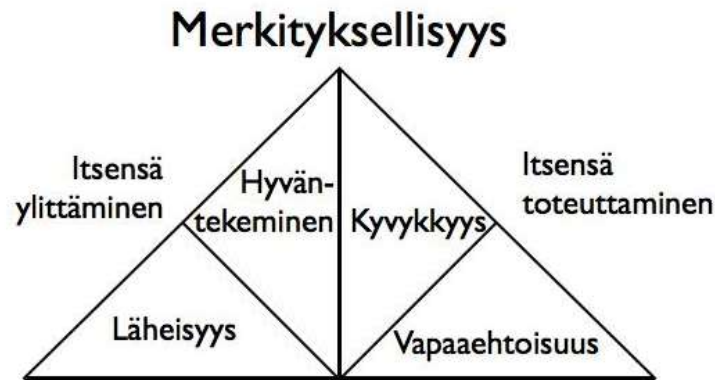 Merkityksellisyys
Itsensä
ylittäminen
Hyvän-
tekeminen
Kyvykkyys
Itsensä
toteuttaminen
Läheisyys
Vapaaehtoisuus